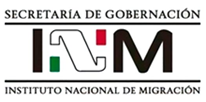 SECRETARÍA DE GOBERNACIÓN
INM
INSTITUTO NACIONAL DE MIGRACIÓN